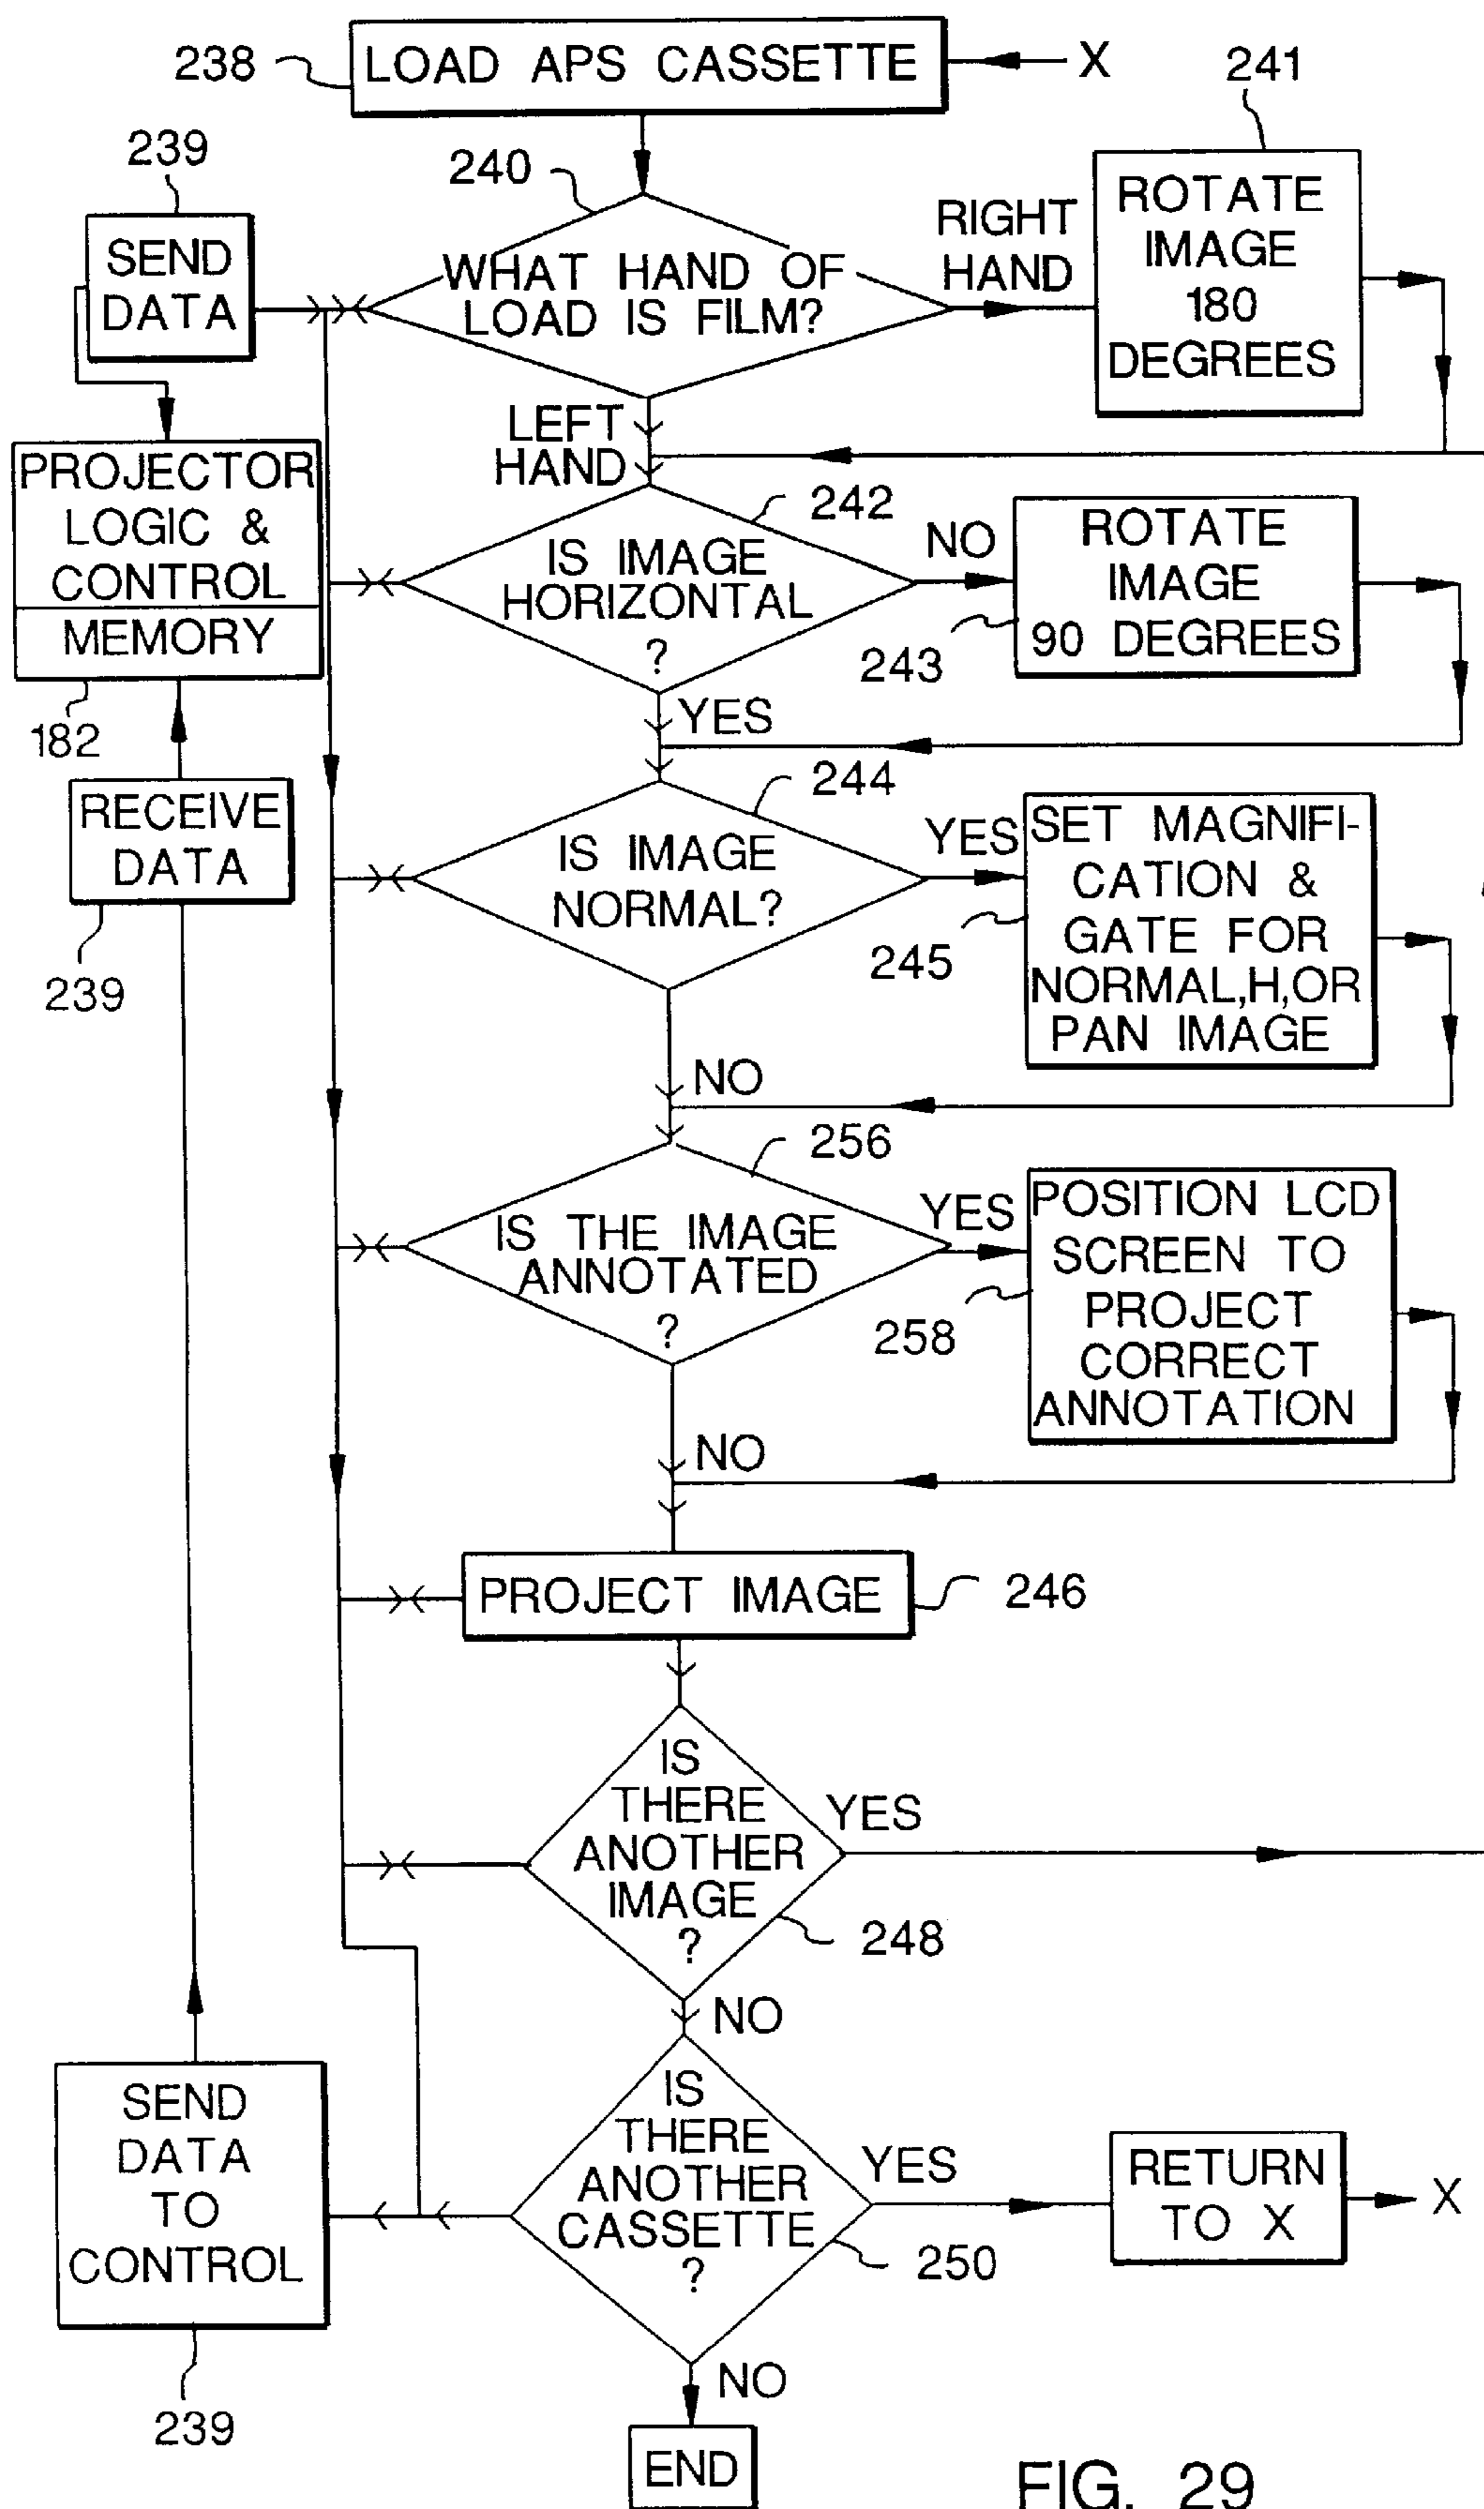 238
LOAD APS CASSETTE
X
241
239
240
SEND
DATA
WHAT HAND OF
LOAD IS FILM?
RIGHT
HAND
ROTATE
IMAGE
180
DEGREES
LEFT
HAND
PROJECTOR
LOGIC &
CONTROL
MEMORY
182
242
IS IMAGE
HORIZONTAL
?
NO
243
ROTATE
IMAGE
90 DEGREES
YES
RECEIVE
DATA
239
244
IS IMAGE
NORMAL?
YES
245
SET MAGNIFI-
CATION &
GATE FOR
NORMAL,H,OR
PAN IMAGE
NO
256
IS THE IMAGE
ANNOTATED
?
YES
258
POSITION LCD
SCREEN TO
PROJECT
CORRECT
ANNOTATION
NO
PROJECT IMAGE
246
IS
THERE
ANOTHER
IMAGE
?
YES
248
NO
SEND
DATA
TO
CONTROL
239
IS
THERE
ANOTHER
CASSETTE
?
YES
250
RETURN
TO X
X
NO
END
FIG. 29